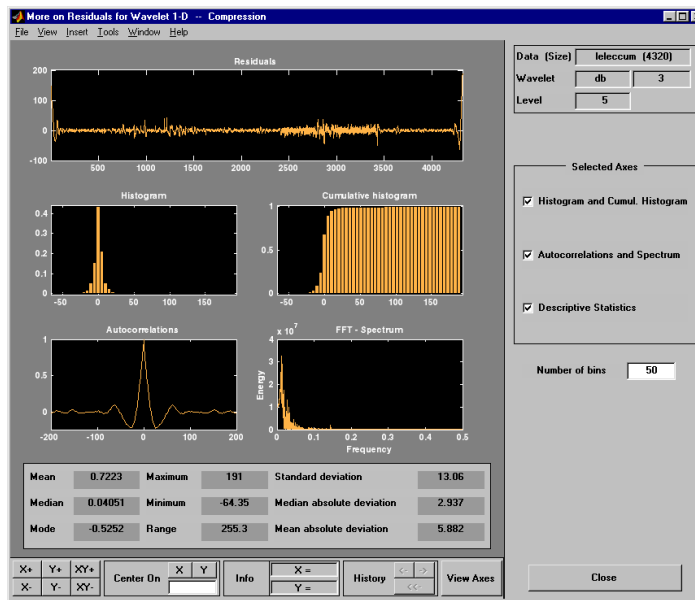 More on Residuals for Wavelet 1-D -- Compression
File View Insert Tools Window Help
Residuals
200
100
0
-100
500 1000 1500 2000 2500 3000 3500 4000
Histogram
0.4
0.3
0.2
0.1
0
-50 0 50 100 150
Cumulative histogram
1
0.5
0
-50 0 50 100 150
Autocorrelations
1
0.5
0
-200 -100 0 100 200
FFT - Spectrum
x 10^7
Energy
4
3
2
1
0
0 0.1 0.2 0.3 0.4 0.5
Frequency
Mean 0.7223 Maximum 191 Standard deviation 13.06
Median 0.04051 Minimum -64.35 Median absolute deviation 2.937
Mode -0.5252 Range 255.3 Mean absolute deviation 5.882
X+ Y+ XY+
X- Y- XY-
Center On X Y
Info X =
Y =
History <- ->
<<-
View Axes
Data (Size) leleccum (4320)
Wavelet db 3
Level 5
Selected Axes
Histogram and Cumul. Histogram
Autocorrelations and Spectrum
Descriptive Statistics
Number of bins 50
Close